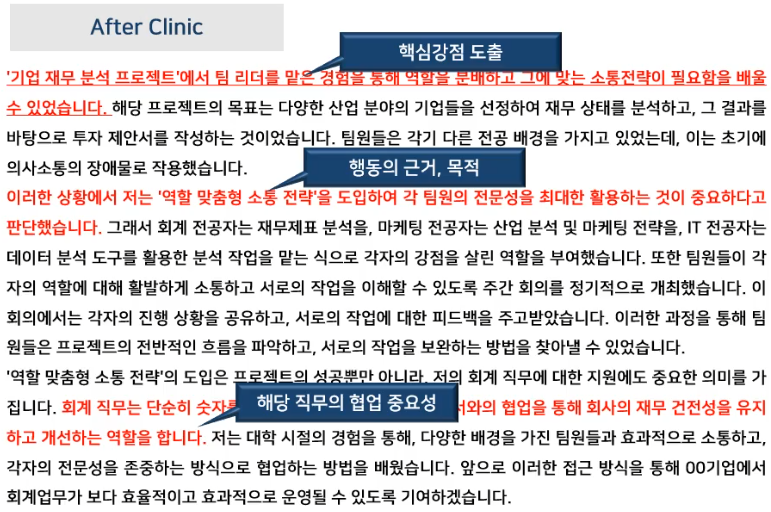 After Clinic
핵심강점 도출
'기업 재무 분석 프로젝트'에서 팀 리더를 맡은 경험을 통해 역할을 분배하고 그에 맞는 소통전략이 필요함을 배울
수 있었습니다. 해당 프로젝트의 목표는 다양한 산업 분야의 기업들을 선정하여 재무 상태를 분석하고, 그 결과를
바탕으로 투자 제안서를 작성하는 것이었습니다. 팀원들은 각기 다른 전공 배경을 가지고 있었는데, 이는 초기에
의사소통의 장애물로 작용했습니다.
행동의 근거, 목적
이러한 상황에서 저는 '역할 맞춤형 소통 전략'을 도입하여 각 팀원의 전문성을 최대한 활용하는 것이 중요하다고
판단했습니다. 그래서 회계 전공자는 재무제표 분석을, 마케팅 전공자는 산업 분석 및 마케팅 전략을, IT 전공자는
데이터 분석 도구를 활용한 분석 작업을 맡는 식으로 각자의 강점을 살린 역할을 부여했습니다. 또한 팀원들이 각
자의 역할에 대해 활발하게 소통하고 서로의 작업을 이해할 수 있도록 주간 회의를 정기적으로 개최했습니다. 이
회의에서는 각자의 진행 상황을 공유하고, 서로의 작업에 대한 피드백을 주고받았습니다. 이러한 과정을 통해 팀
원들은 프로젝트의 전반적인 흐름을 파악하고, 서로의 작업을 보완하는 방법을 찾아낼 수 있었습니다.
'역할 맞춤형 소통 전략'의 도입은 프로젝트의 성공뿐만 아니라, 저의 회계 직무에 대한 지원에도 중요한 의미를 가
해당 직무의 협업 중요성
집니다. 회계 직무는 단순히 숫자를 서와의 협업을 통해 회사의 재무 건전성을 유지
하고 개선하는 역할을 합니다. 저는 대학 시절의 경험을 통해, 다양한 배경을 가진 팀원들과 효과적으로 소통하고,
각자의 전문성을 존중하는 방식으로 협업하는 방법을 배웠습니다. 앞으로 이러한 접근 방식을 통해 00기업에서
회계업무가 보다 효율적이고 효과적으로 운영될 수 있도록 기여하겠습니다.